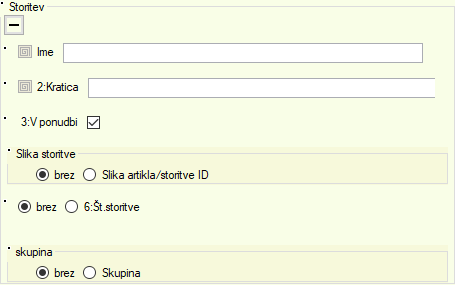 Storitev
Ime
2:Kratica
3:V ponudbi
Slika storitve
brez Slika artikla/storitve ID
brez 6:Št.storitve
skupina
brez Skupina